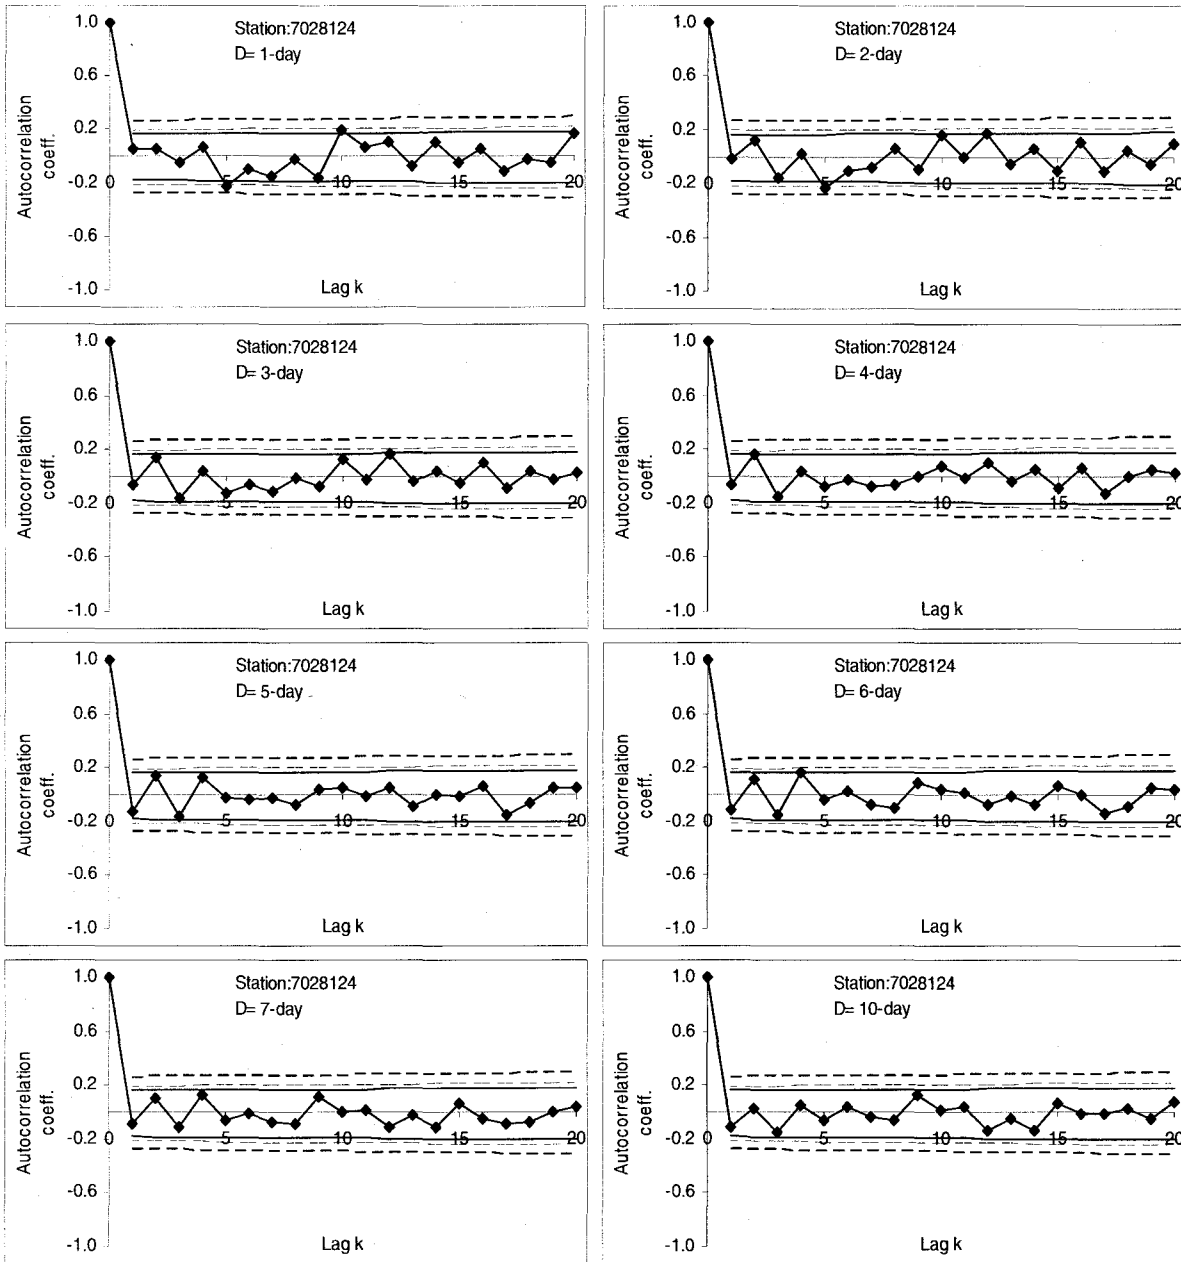 Station:7028124
D= 1-day
Autocorrelation
coeff.
1.0
0.6
0.2
-0.2
-0.6
-1.0
0
5
10
15
20
Lag k
Station:7028124
D= 2-day
Autocorrelation
coeff.
1.0
0.6
0.2
-0.2
-0.6
-1.0
0
5
10
15
20
Lag k
Station:7028124
D= 3-day
Autocorrelation
coeff.
1.0
0.6
0.2
-0.2
-0.6
-1.0
0
5
10
15
20
Lag k
Station:7028124
D= 4-day
Autocorrelation
coeff.
1.0
0.6
0.2
-0.2
-0.6
-1.0
0
5
10
15
20
Lag k
Station:7028124
D= 5-day
Autocorrelation
coeff.
1.0
0.6
0.2
-0.2
-0.6
-1.0
0
5
10
15
20
Lag k
Station:7028124
D= 6-day
Autocorrelation
coeff.
1.0
0.6
0.2
-0.2
-0.6
-1.0
0
5
10
15
20
Lag k
Station:7028124
D= 7-day
Autocorrelation
coeff.
1.0
0.6
0.2
-0.2
-0.6
-1.0
0
5
10
15
20
Lag k
Station:7028124
D= 10-day
Autocorrelation
coeff.
1.0
0.6
0.2
-0.2
-0.6
-1.0
0
5
10
15
20
Lag k